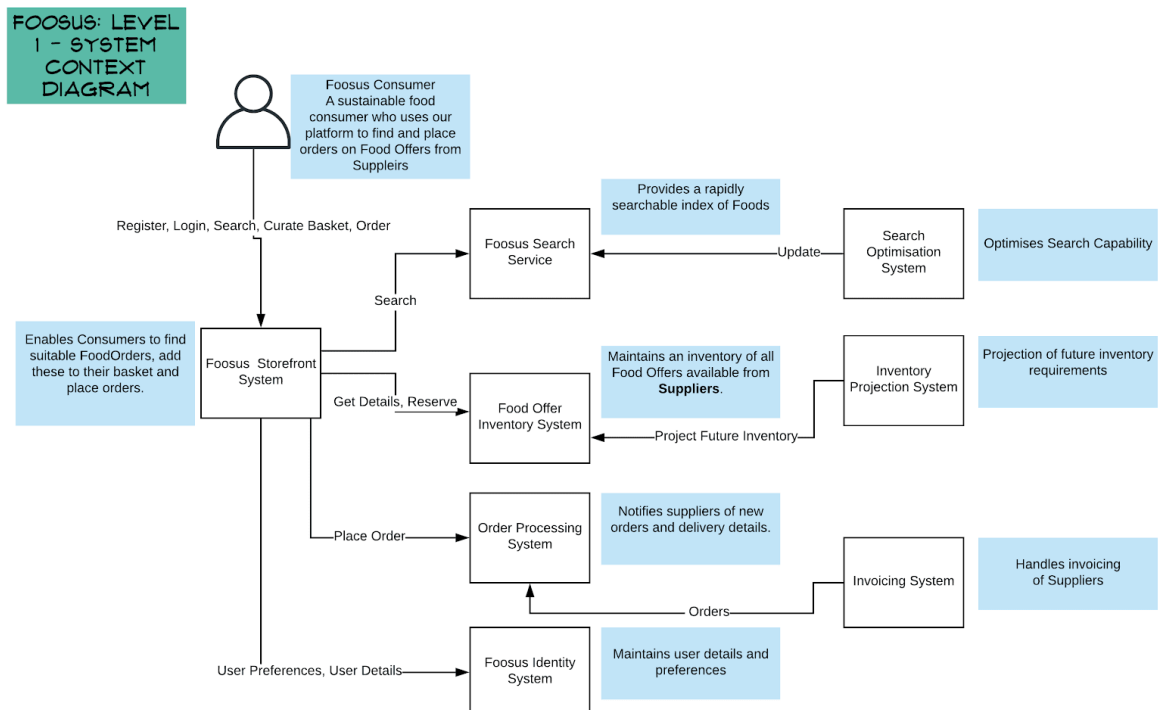 FOOSUS: LEVEL
1 - SYSTEM
CONTEXT
DIAGRAM
Foosus Consumer
A sustainable food
consumer who uses our
platform to find and place
orders on Food Offers from
Suppleirs
Register, Login, Search, Curate Basket, Order
Provides a rapidly
searchable index of Foods
Foosus Search
Service
Update
Search
Optimisation
System
Optimises Search Capability
Search
Enables Consumers to find
suitable FoodOrders, add
these to their basket and
place orders.
Foosus Storefront
System
Get Details, Reserve
Food Offer
Inventory System
Maintains an inventory of all
Food Offers available from
Suppliers.
Inventory
Projection System
Projection of future inventory
requirements
Project Future Inventory
Place Order
Order Processing
System
Notifies suppliers of new
orders and delivery details.
Invoicing System
Handles invoicing
of Suppliers
Orders
User Preferences, User Details
Foosus Identity
System
Maintains user details and
preferences